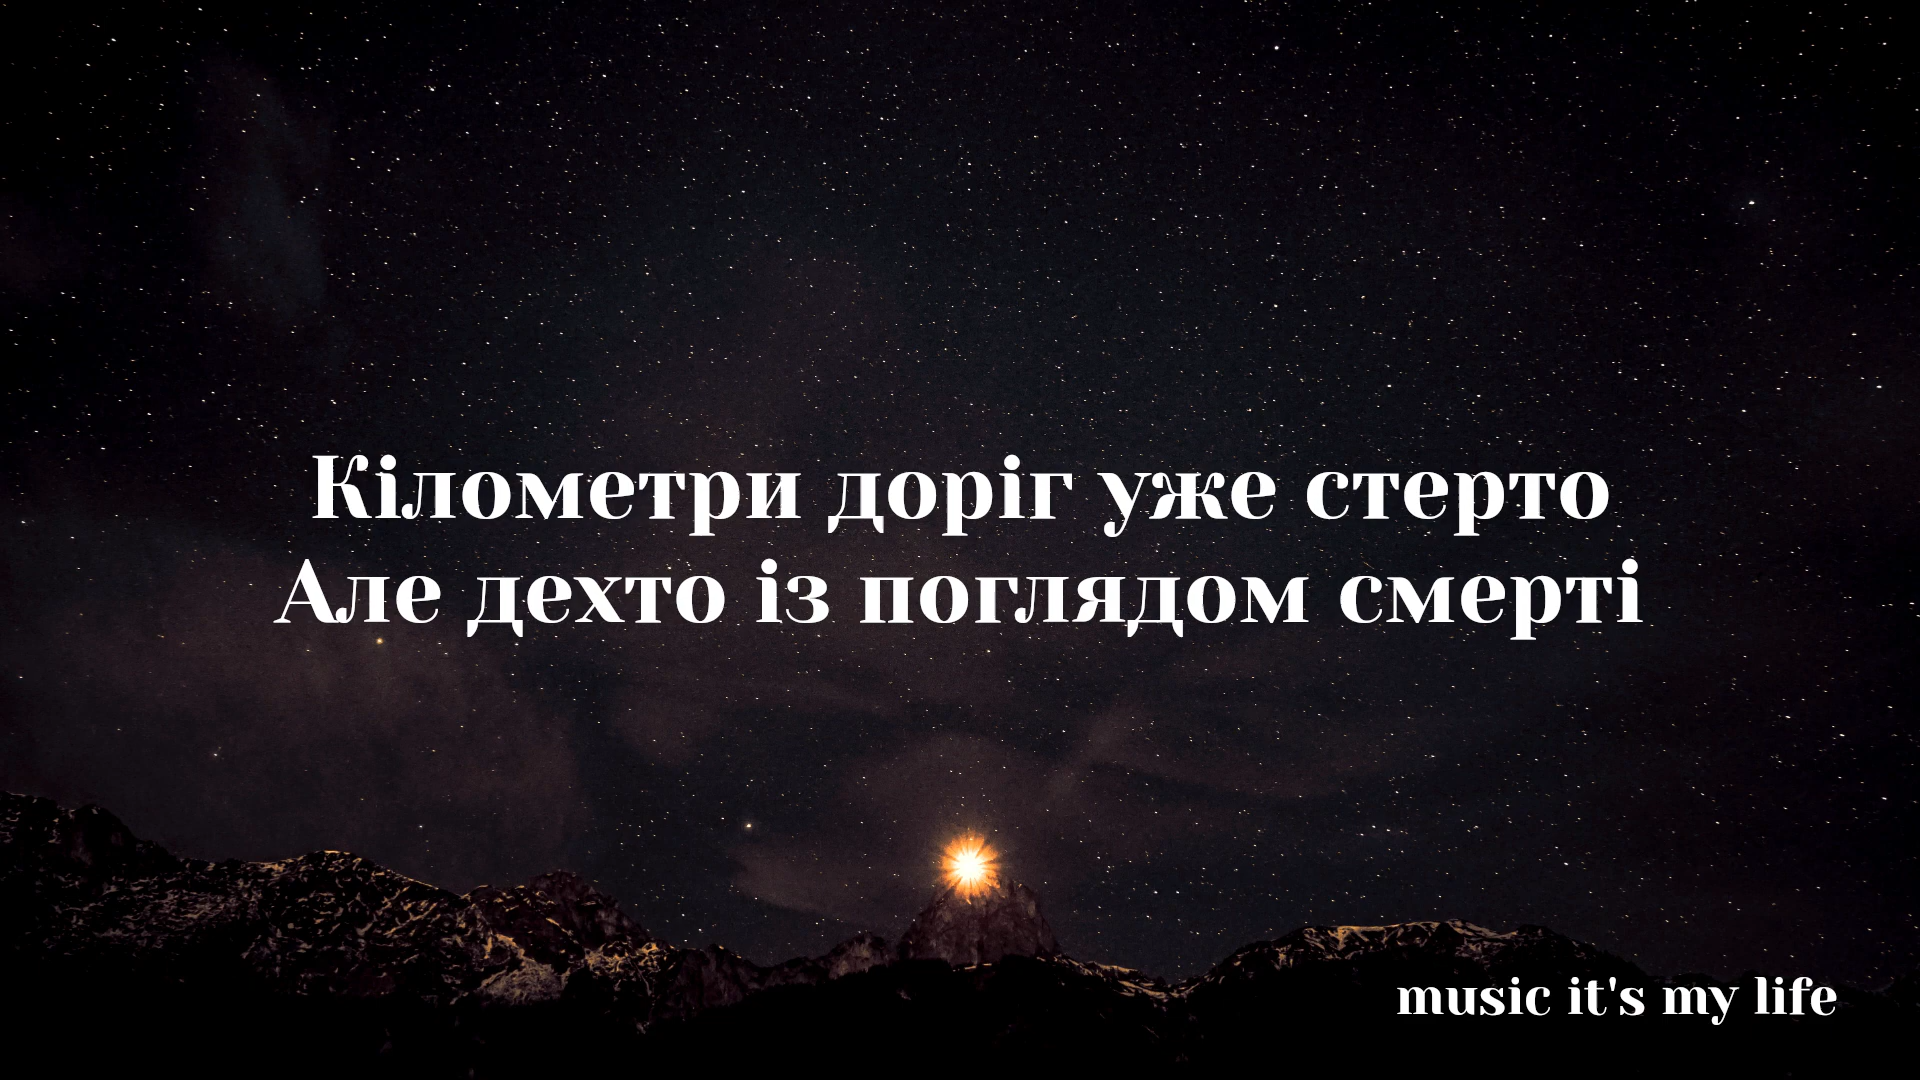 Кілометри доріг уже стерто
Але дехто із поглядом смерті
music it's my life